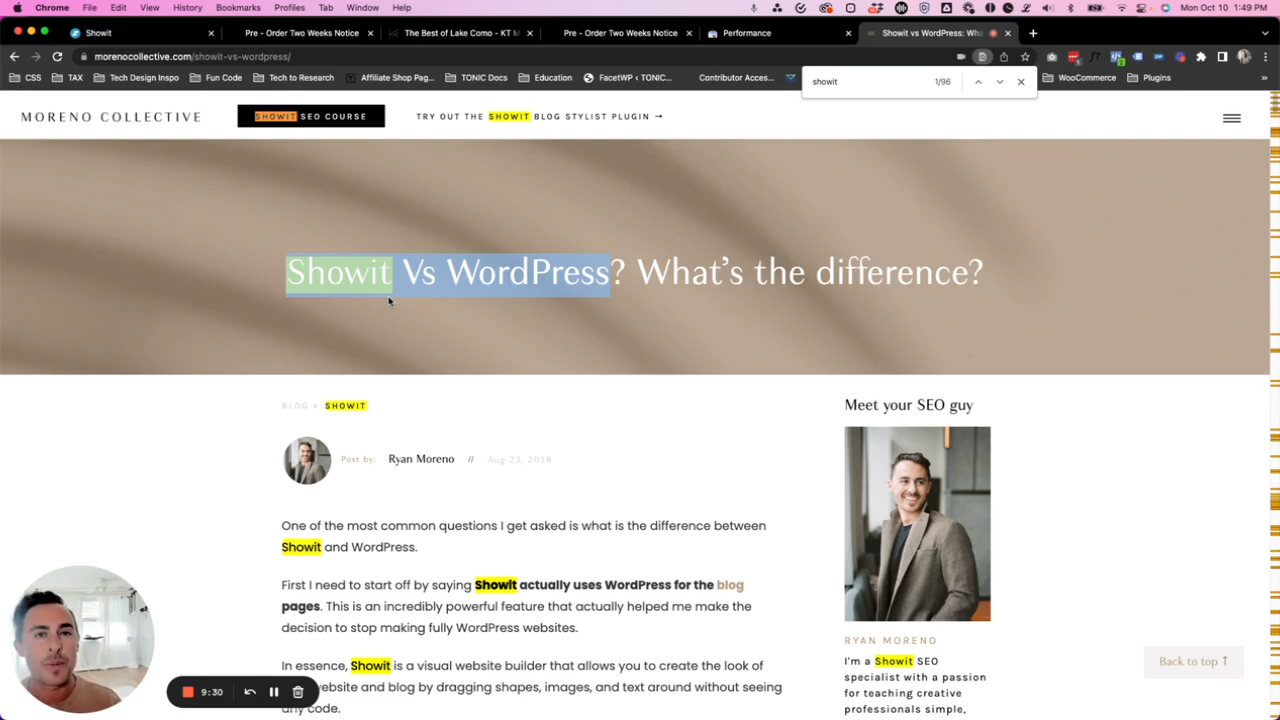 Chrome File Edit View History Bookmarks Profiles Tab Window Help Mon Oct 10 1:49 PM
Showit Pre - Order Two Weeks Notice The Best of Lake Como - KT M Pre - Order Two Weeks Notice Performance Showit vs WordPress: Wha
morenocollective.com/showit-vs-wordpress/
CSS TAX Tech Design Inspo Fun Code Tech to Research Affiliate Shop Pag... TONIC Docs Education FacetWP < TONIC... Contributor Acces... WooCommerce Plugins »
showit 1/96
MORENO COLLECTIVE SHOWIT SEO COURSE TRY OUT THE SHOWIT BLOG STYLIST PLUGIN →
Showit Vs WordPress? What's the difference?
BLOG » SHOWIT
Post by: Ryan Moreno // Aug 23, 2018
One of the most common questions I get asked is what is the difference between
Showit and WordPress.
First I need to start off by saying Showit actually uses WordPress for the blog
pages. This is an incredibly powerful feature that actually helped me make the
decision to stop making fully WordPress websites.
In essence, Showit is a visual website builder that allows you to create the look of
ebsite and blog by dragging shapes, images, and text around without seeing
any code.
Meet your SEO guy
RYAN MORENO
I'm a Showit SEO
specialist with a passion
for teaching creative
professionals simple,
Back to top ↑
9:30